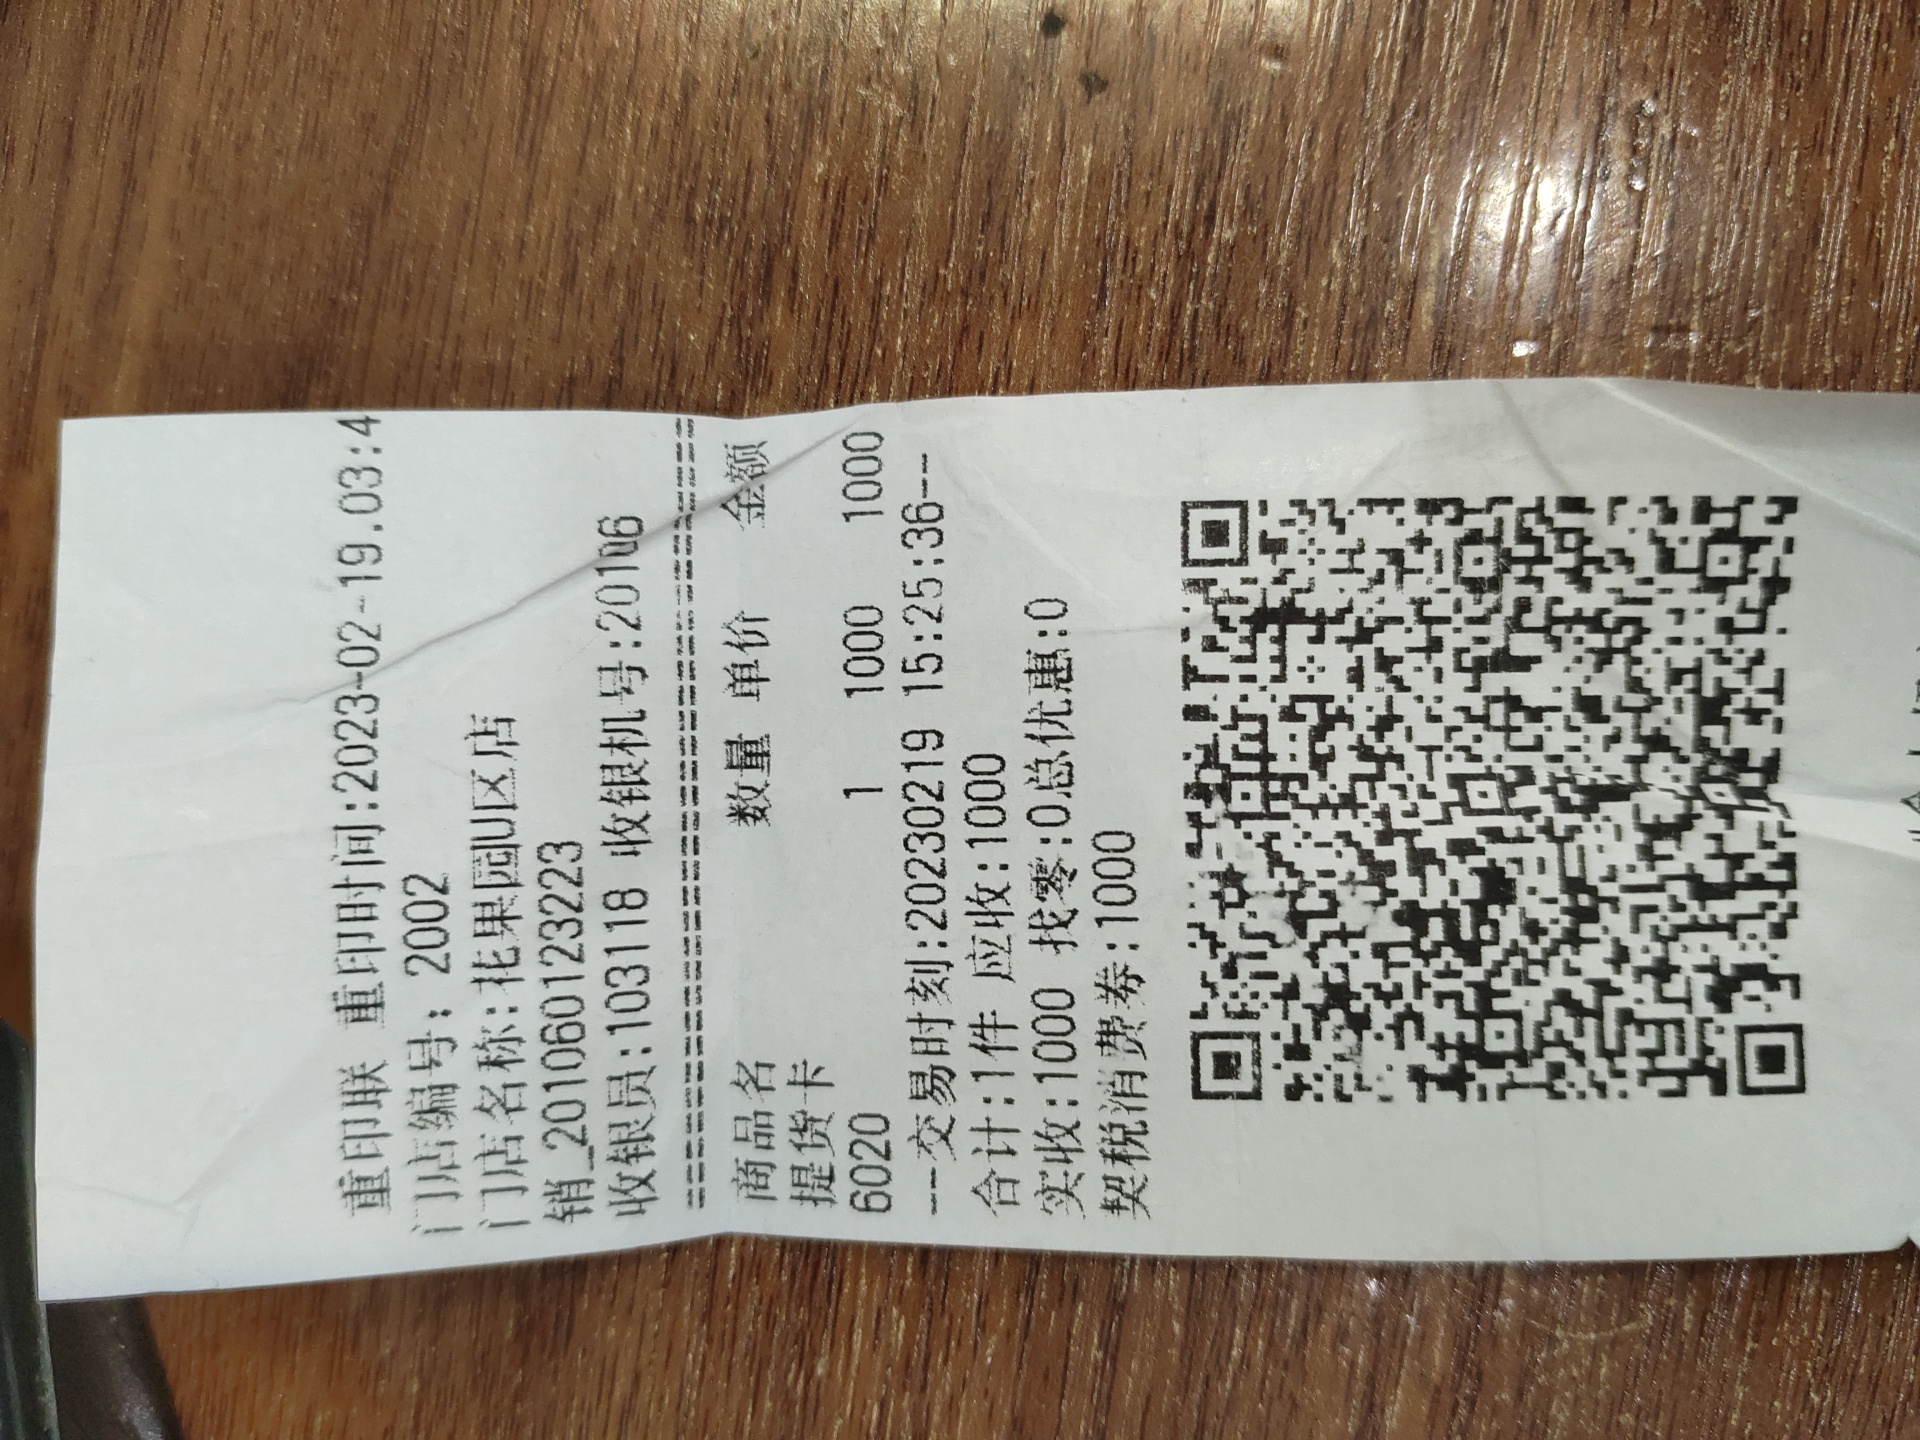 重印联 重印时间:2023-02-19.03:4
门店编号: 2002
门店名称:花果园U区店
销_201060123223
收银员:103118 收银机号:20106
商品名 数量 单价 金额
提货卡
6020 1 1000 1000
---交易时刻:20230219 15:25:36---
合计:1件 应收:1000
实收:1000 找零:0总优惠:0
契税消费券:1000